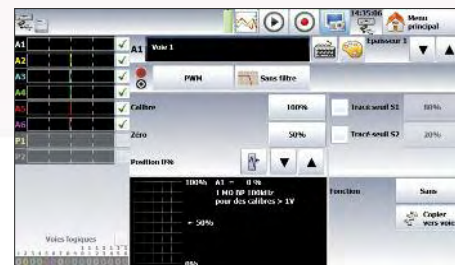 14:35:06
Menu principal
A1
A2
A3
A4
A5
A6
P1
P2
A1 Voie 1
Epaisseur 1
PWM
Sans filtre
Calibre 100%
Zéro 50%
Position 0%
Tracé seuil S1 80%
Tracé seuil S2 20%
100% A1 = 0 %
1 MΩ BP 100kHz
pour des calibres > 1V
← 50%
0%
Fonction Sans
Copier vers voie
Voies logiques